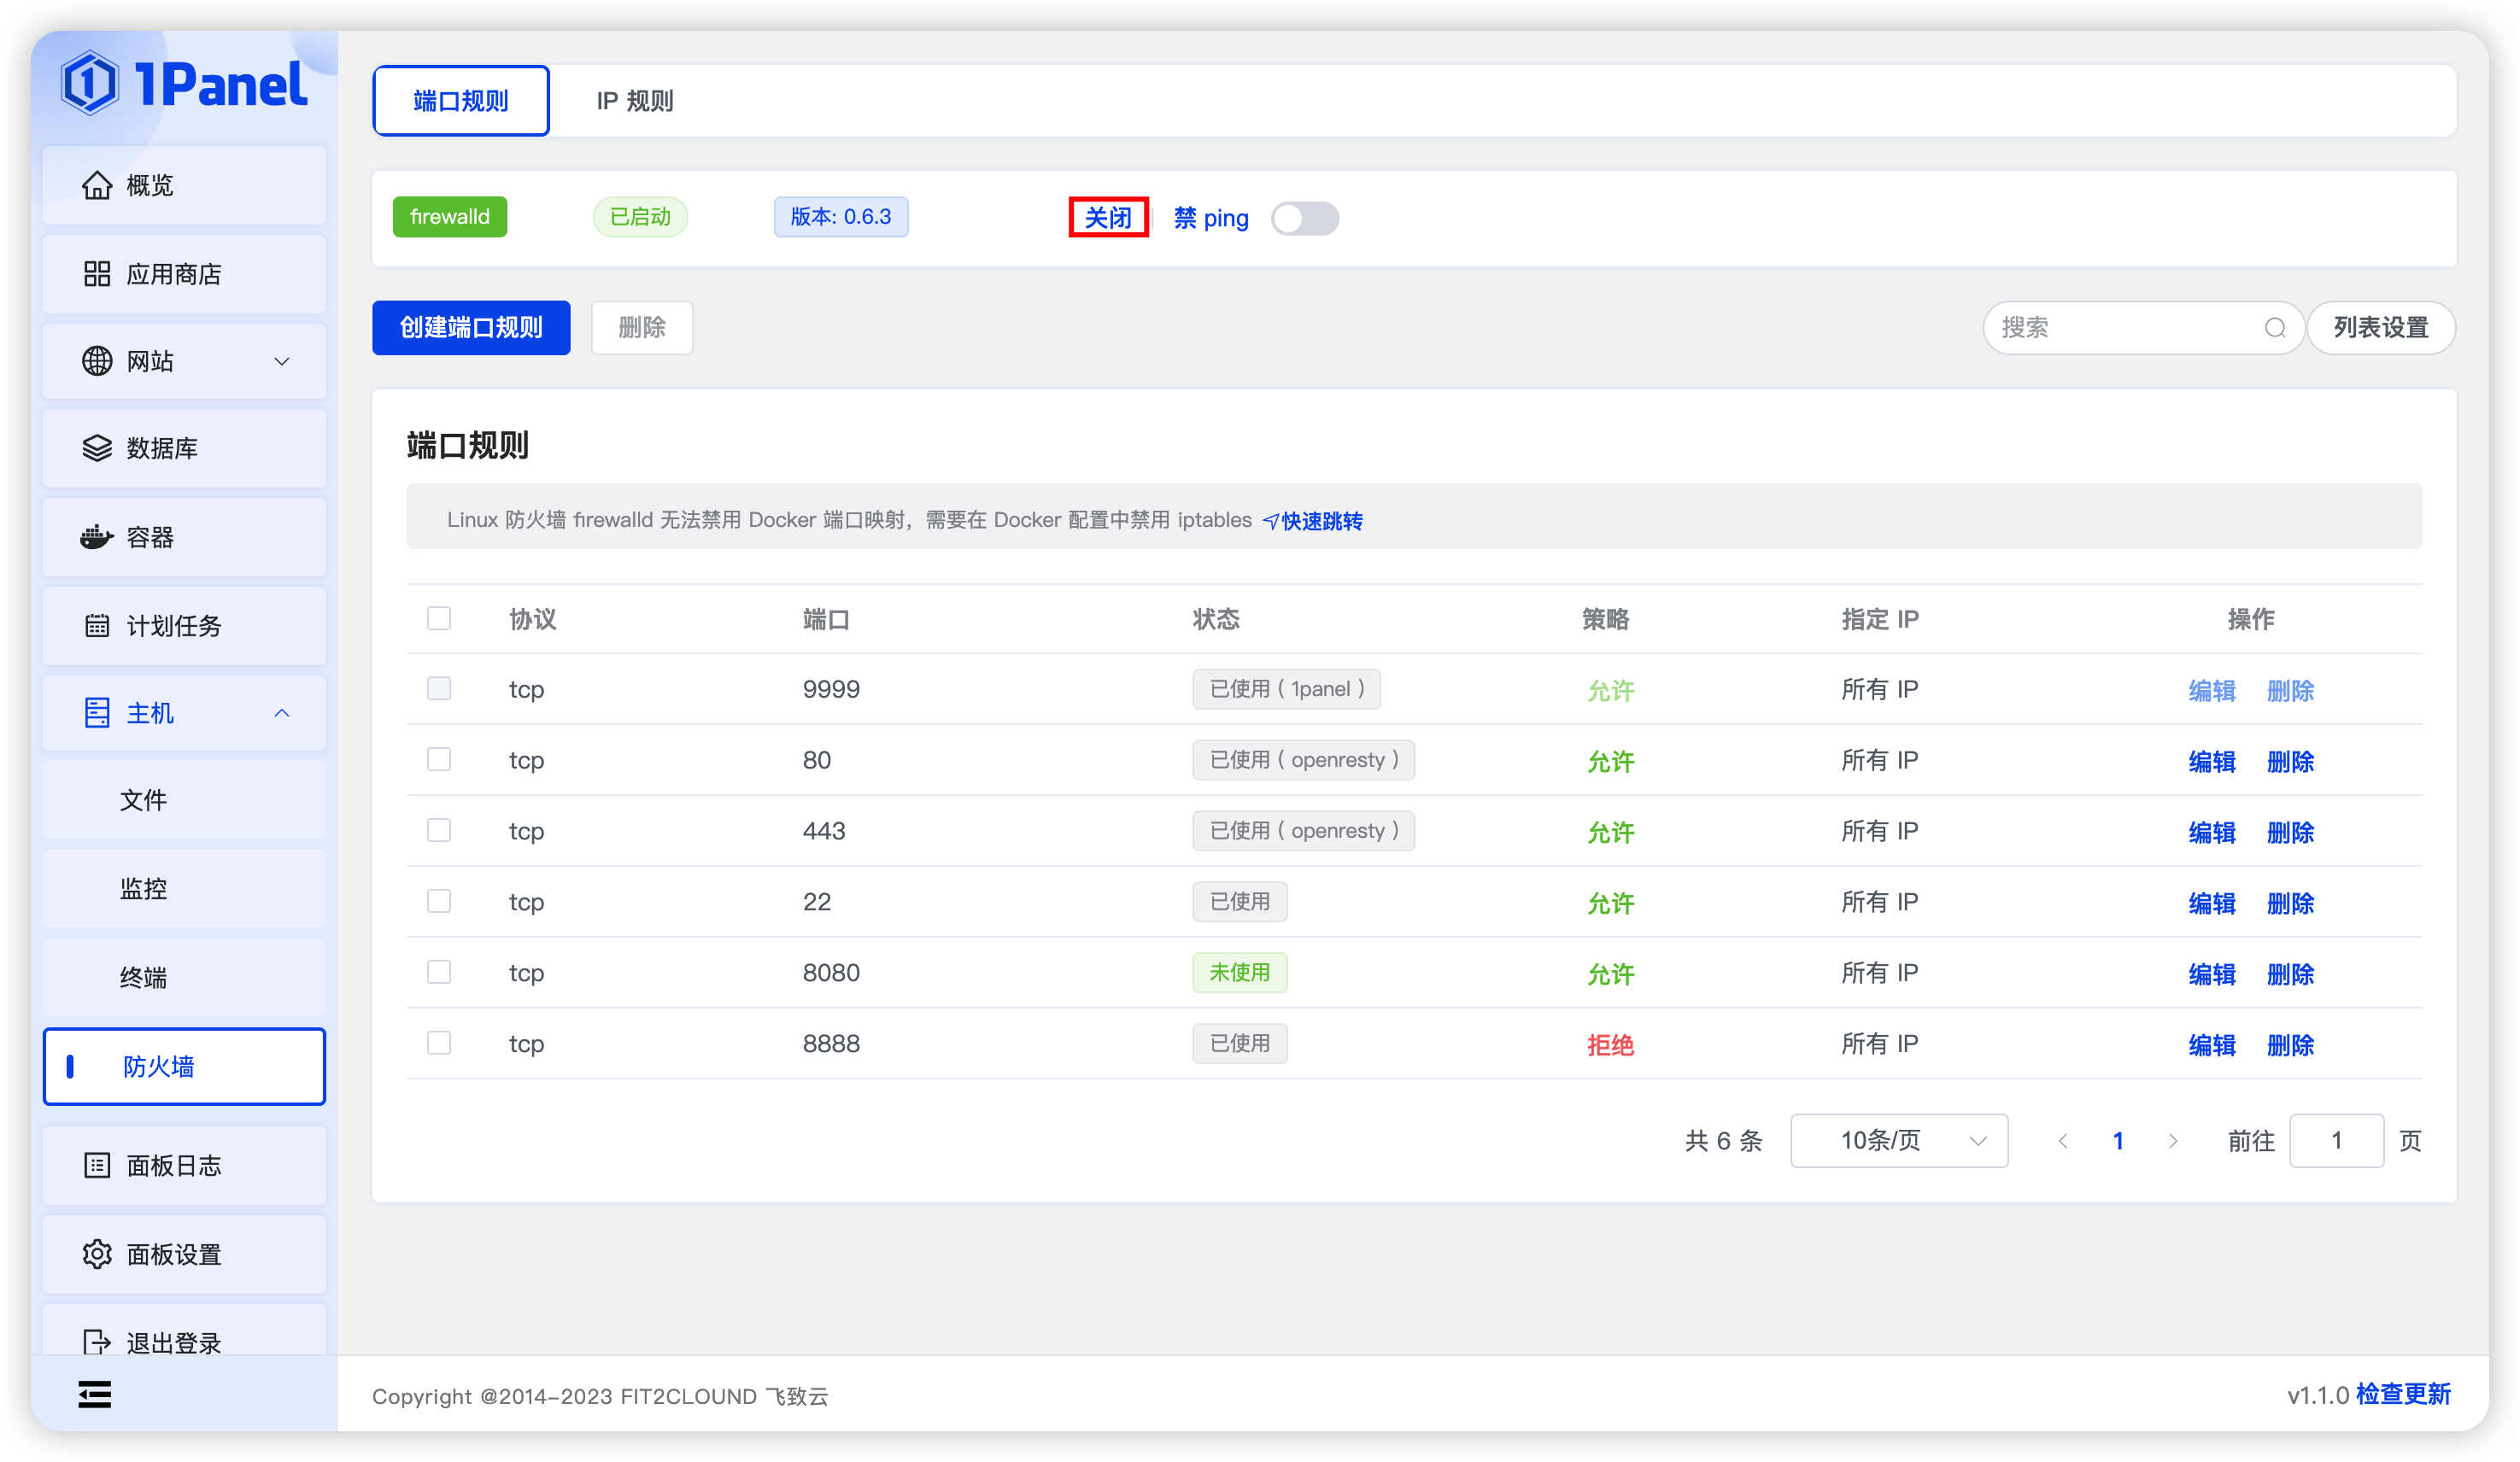 1Panel
概览
应用商店
网站
数据库
容器
计划任务
主机
文件
监控
终端
防火墙
面板日志
面板设置
退出登录
端口规则 IP 规则
firewalld 已启动 版本: 0.6.3 关闭 禁 ping
创建端口规则 删除 搜索 列表设置
端口规则
Linux 防火墙 firewalld 无法禁用 Docker 端口映射，需要在 Docker 配置中禁用 iptables 快速跳转
协议 端口 状态 策略 指定 IP 操作
tcp 9999 已使用 ( 1panel ) 允许 所有 IP 编辑 删除
tcp 80 已使用 ( openresty ) 允许 所有 IP 编辑 删除
tcp 443 已使用 ( openresty ) 允许 所有 IP 编辑 删除
tcp 22 已使用 允许 所有 IP 编辑 删除
tcp 8080 未使用 允许 所有 IP 编辑 删除
tcp 8888 已使用 拒绝 所有 IP 编辑 删除
共 6 条 10条/页 1 前往 1 页
Copyright @2014-2023 FIT2CLOUND 飞致云 v1.1.0 检查更新